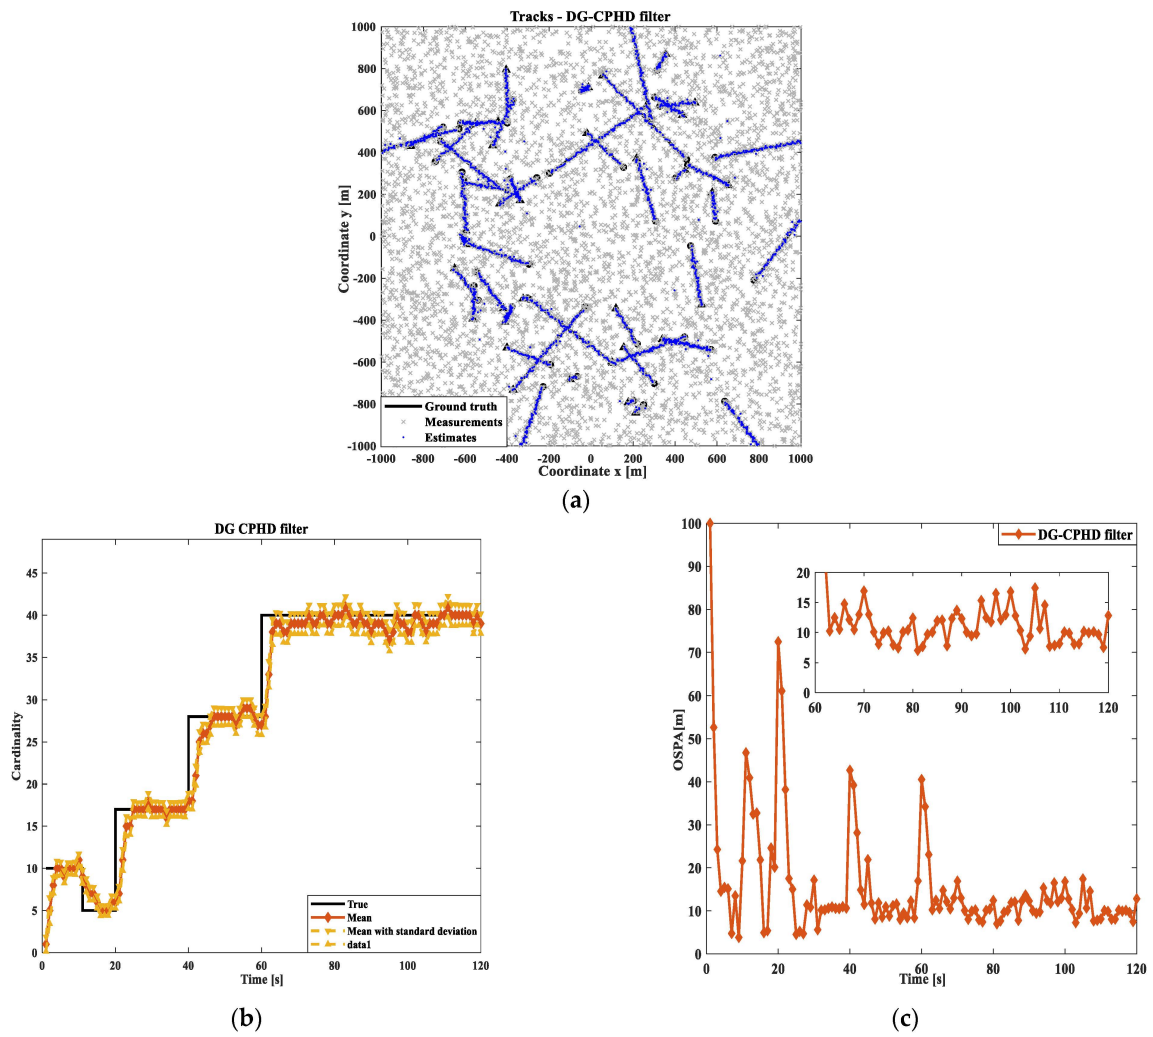 Tracks - DG-CPHD filter
1000
800
600
400
200
0
-200
-400
-600
-800
-1000
Coordinate y [m]
Ground truth
Measurements
Estimates
-1000 -800 -600 -400 -200 0 200 400 600 800 1000
Coordinate x [m]
(a)
DG CPHD filter
45
40
35
30
25
20
15
10
5
0
Cardinality
True
Mean
Mean with standard deviation
data1
0 20 40 60 80 100 120
Time [s]
(b)
100
90
80
70
60
50
40
30
20
10
0
OSPA[m]
DG-CPHD filter
20
15
10
5
0
60 70 80 90 100 110 120
0 20 40 60 80 100 120
Time [s]
(c)